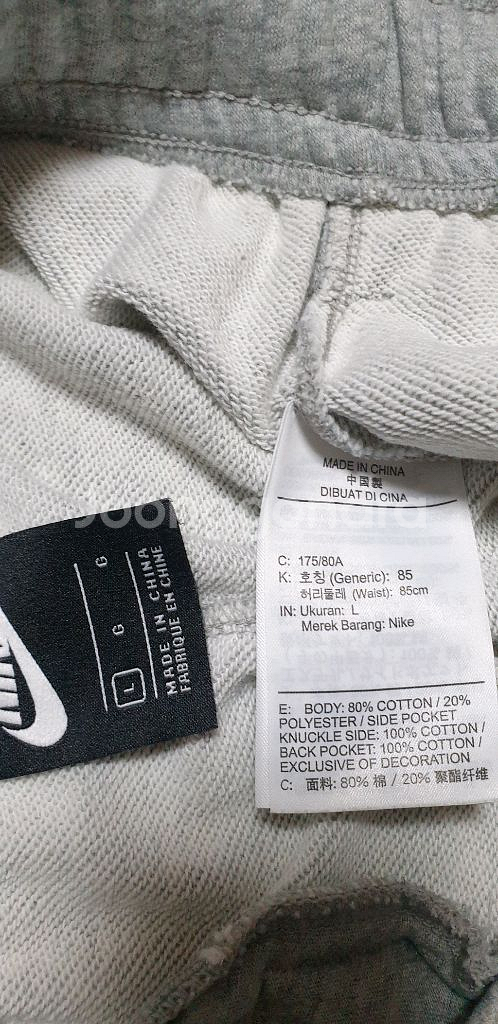 MADE IN CHINA
中国製
DIBUAT DI CINA
C: 175/80A
K: 호칭 (Generic): 85
허리둘레 (Waist): 85cm
IN: Ukuran: L
Merek Barang: Nike
E: BODY: 80% COTTON / 20%
POLYESTER / SIDE POCKET
KNUCKLE SIDE: 100% COTTON /
BACK POCKET: 100% COTTON /
EXCLUSIVE OF DECORATION
C: 面料: 80% 棉 / 20% 聚酯纤维
L
G
G
MADE IN CHINA
FABRIQUE EN CHINE